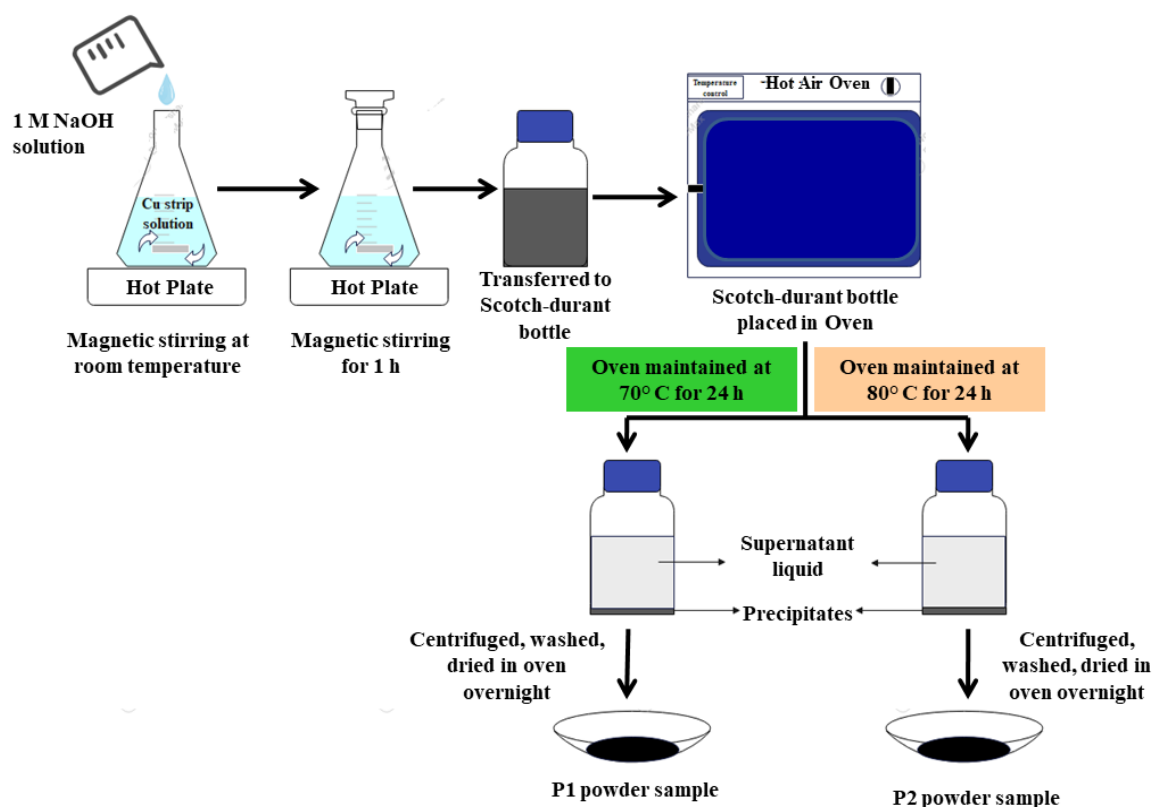 1 M NaOH
solution
Cu strip
solution
Hot Plate
Magnetic stirring at
room temperature
Hot Plate
Magnetic stirring
for 1 h
Transferred to
Scotch-durant
bottle
Temperacure
control
Hot Air Oven
Scotch-durant bottle
placed in Oven
Oven maintained at
70° C for 24 h
Oven maintained at
80° C for 24 h
Supernatant
liquid
Precipitates
Centrifuged, washed,
dried in oven
overnight
Centrifuged,
washed, dried in
oven overnight
P1 powder sample
P2 powder sample